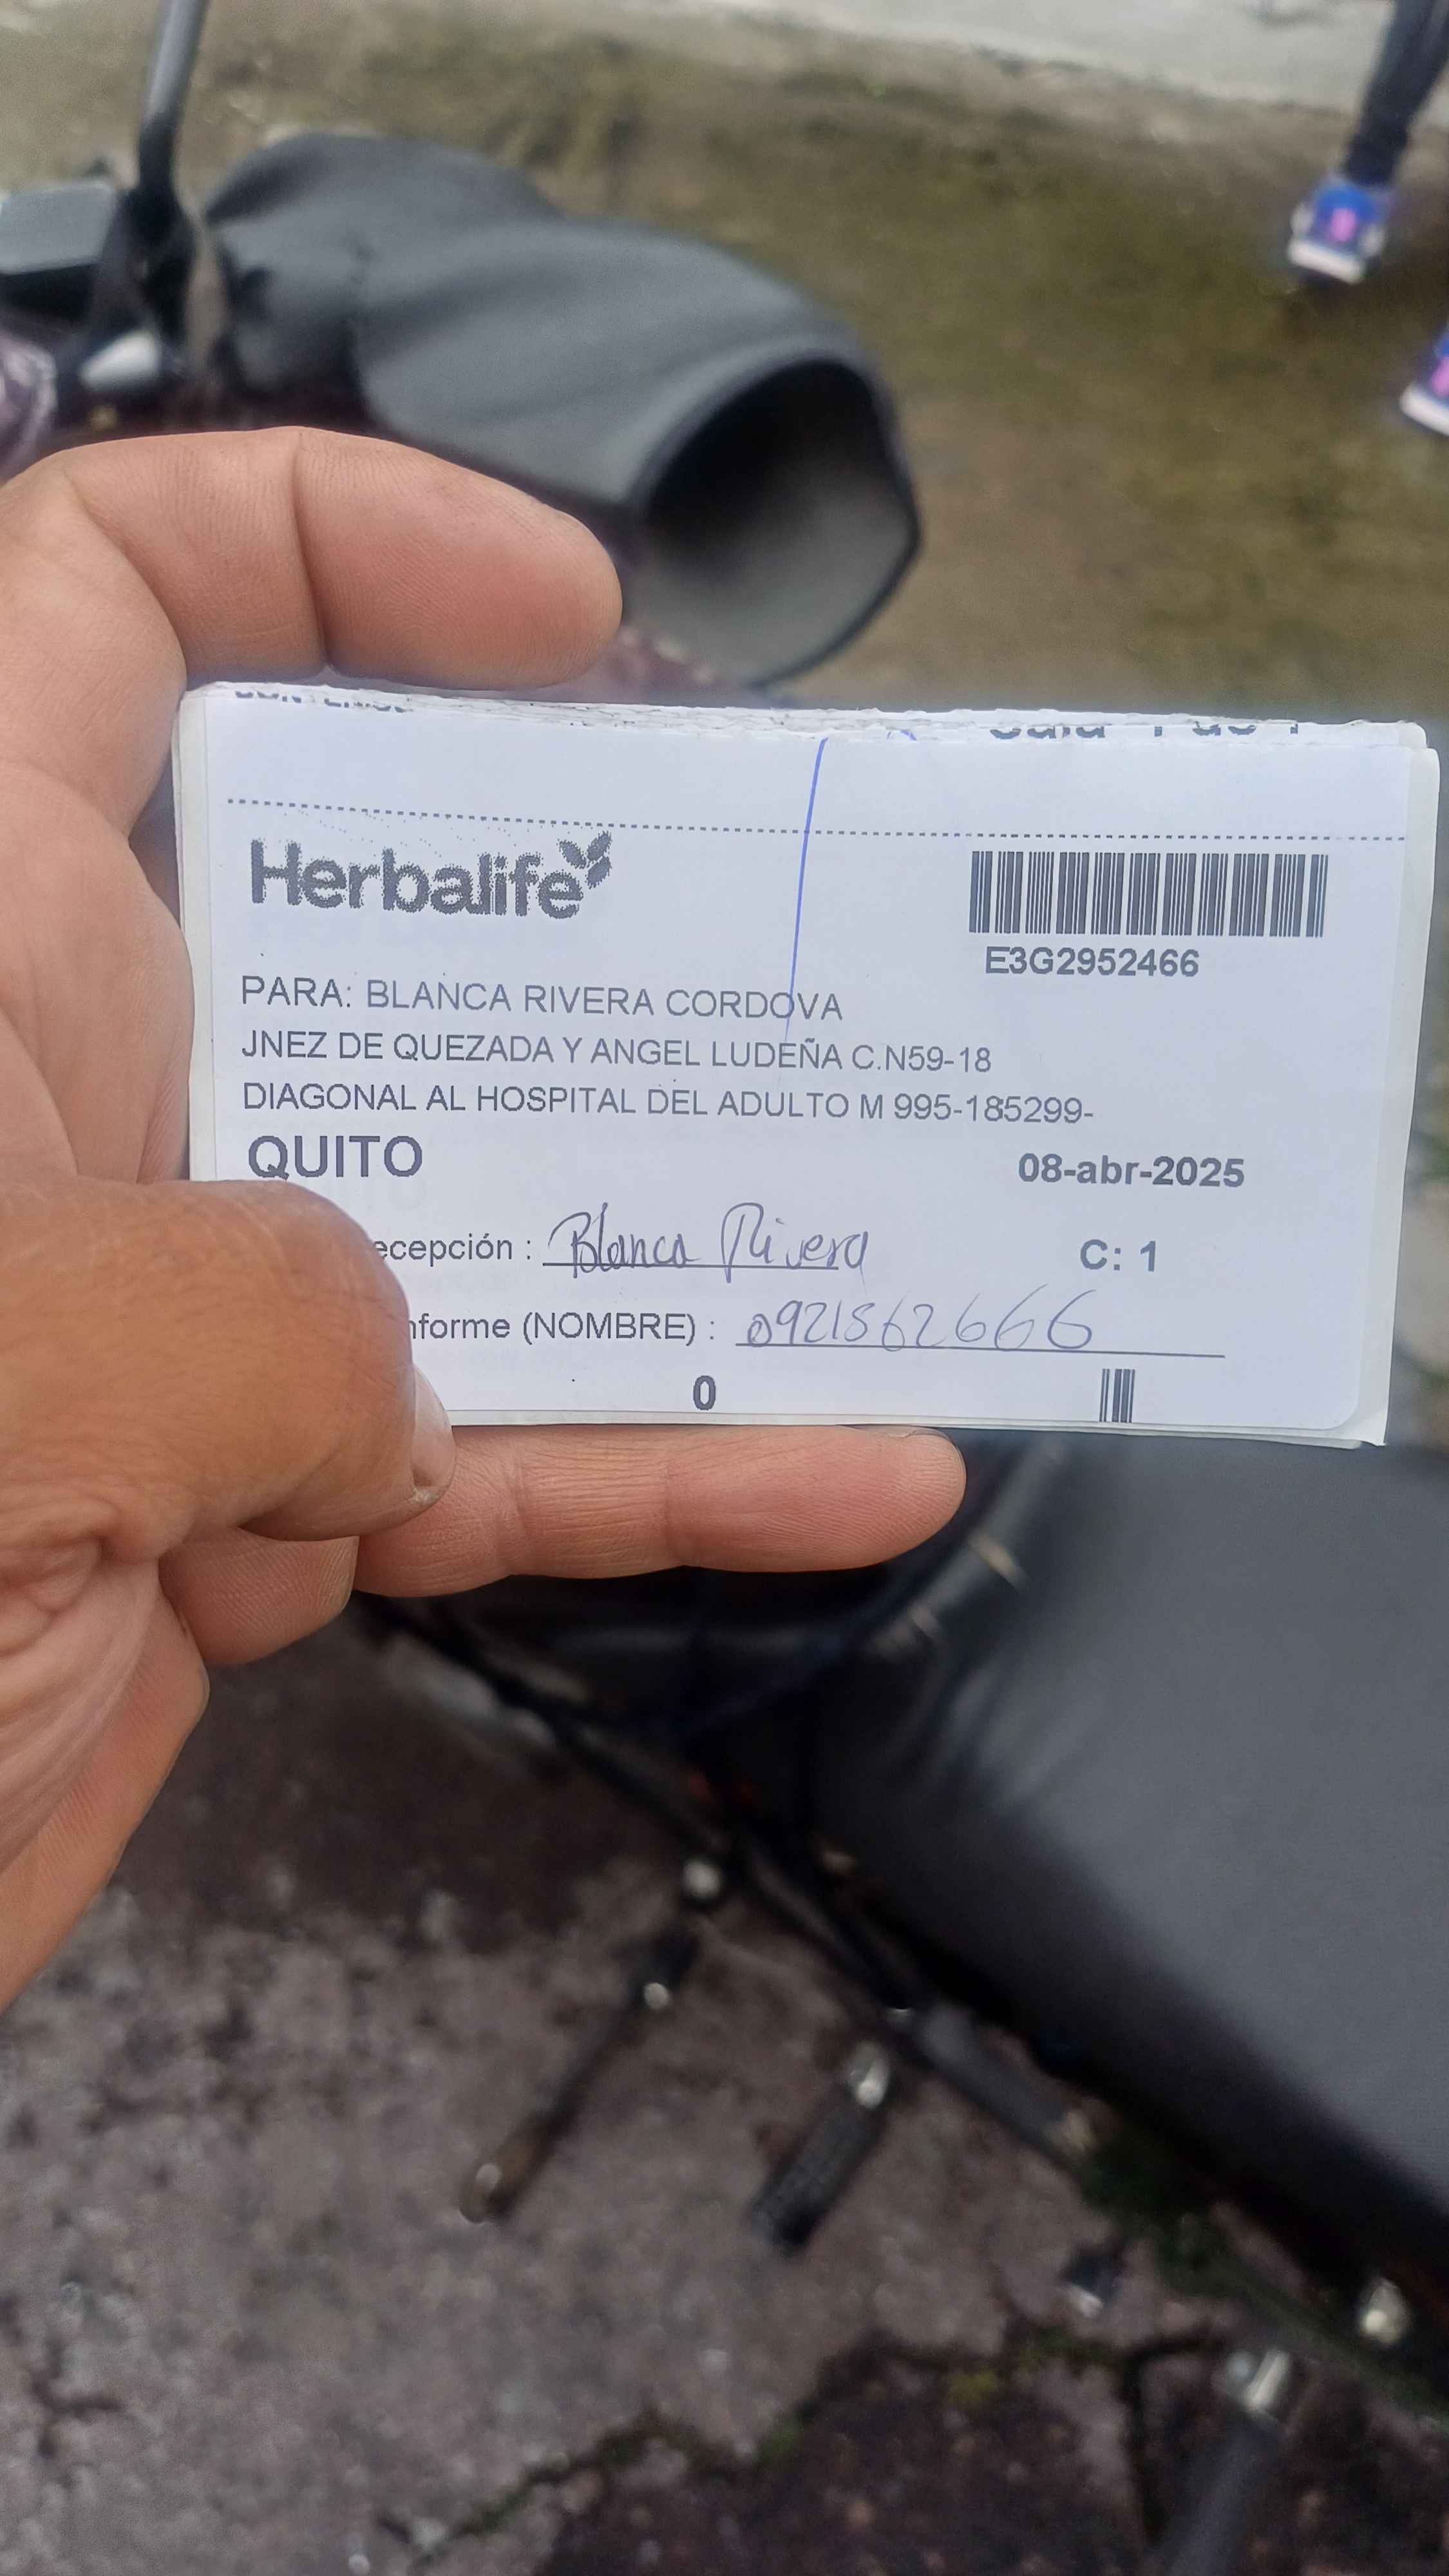 Herbalife
E3G2952466
PARA: BLANCA RIVERA CORDOVA
JNEZ DE QUEZADA Y ANGEL LUDEÑA C.N59-18
DIAGONAL AL HOSPITAL DEL ADULTO M 995-185299-
QUITO
08-abr-2025
ecepción : Blanca Rivera
C: 1
nforme (NOMBRE) : 0921562666
0